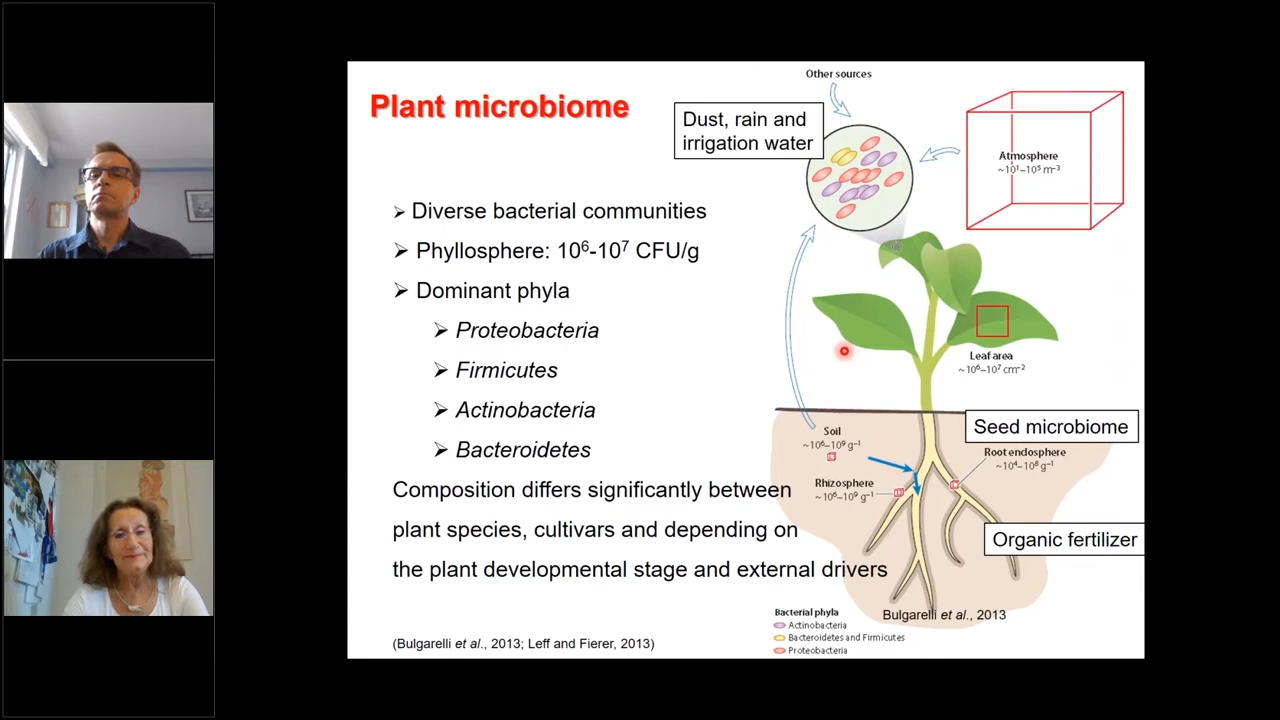 Plant microbiome
➢ Diverse bacterial communities
➢ Phyllosphere: 10⁶-10⁷ CFU/g
➢ Dominant phyla
➢ Proteobacteria
➢ Firmicutes
➢ Actinobacteria
➢ Bacteroidetes
Composition differs significantly between
plant species, cultivars and depending on
the plant developmental stage and external drivers
(Bulgarelli et al., 2013; Leff and Fierer, 2013)
Other sources
Dust, rain and
irrigation water
Atmosphere
~10¹–10⁵ m⁻³
Leaf area
~10⁶–10⁷ cm⁻²
Soil
~10⁶–10⁹ g⁻¹
Seed microbiome
Root endosphere
~10⁴–10⁸ g⁻¹
Rhizosphere
~10⁶–10⁹ g⁻¹
Organic fertilizer
Bulgarelli et al., 2013
Bacterial phyla
Actinobacteria
Bacteroidetes and Firmicutes
Proteobacteria